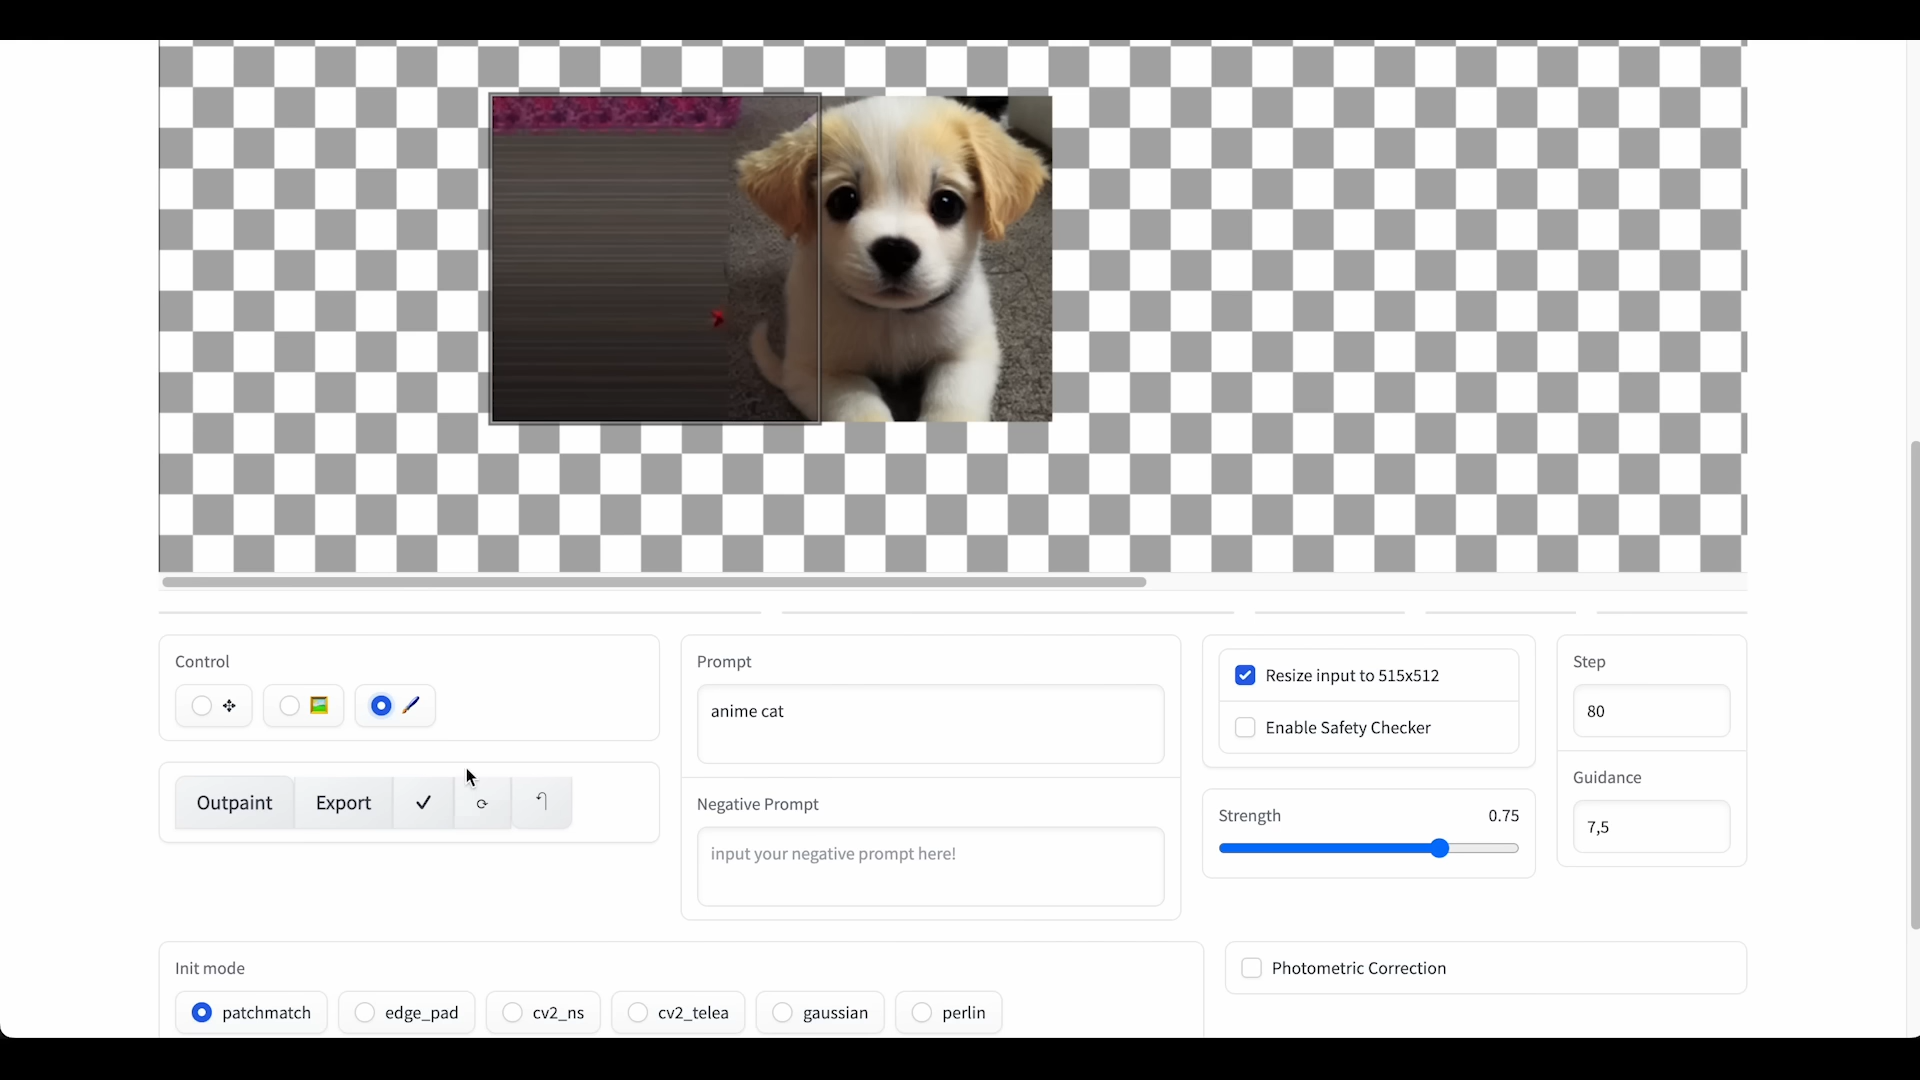 Control
Outpaint
Export
Prompt
anime cat
Negative Prompt
input your negative prompt here!
Resize input to 515x512
Enable Safety Checker
Strength
0.75
Step
80
Guidance
7,5
Init mode
patchmatch
edge_pad
cv2_ns
cv2_telea
gaussian
perlin
Photometric Correction